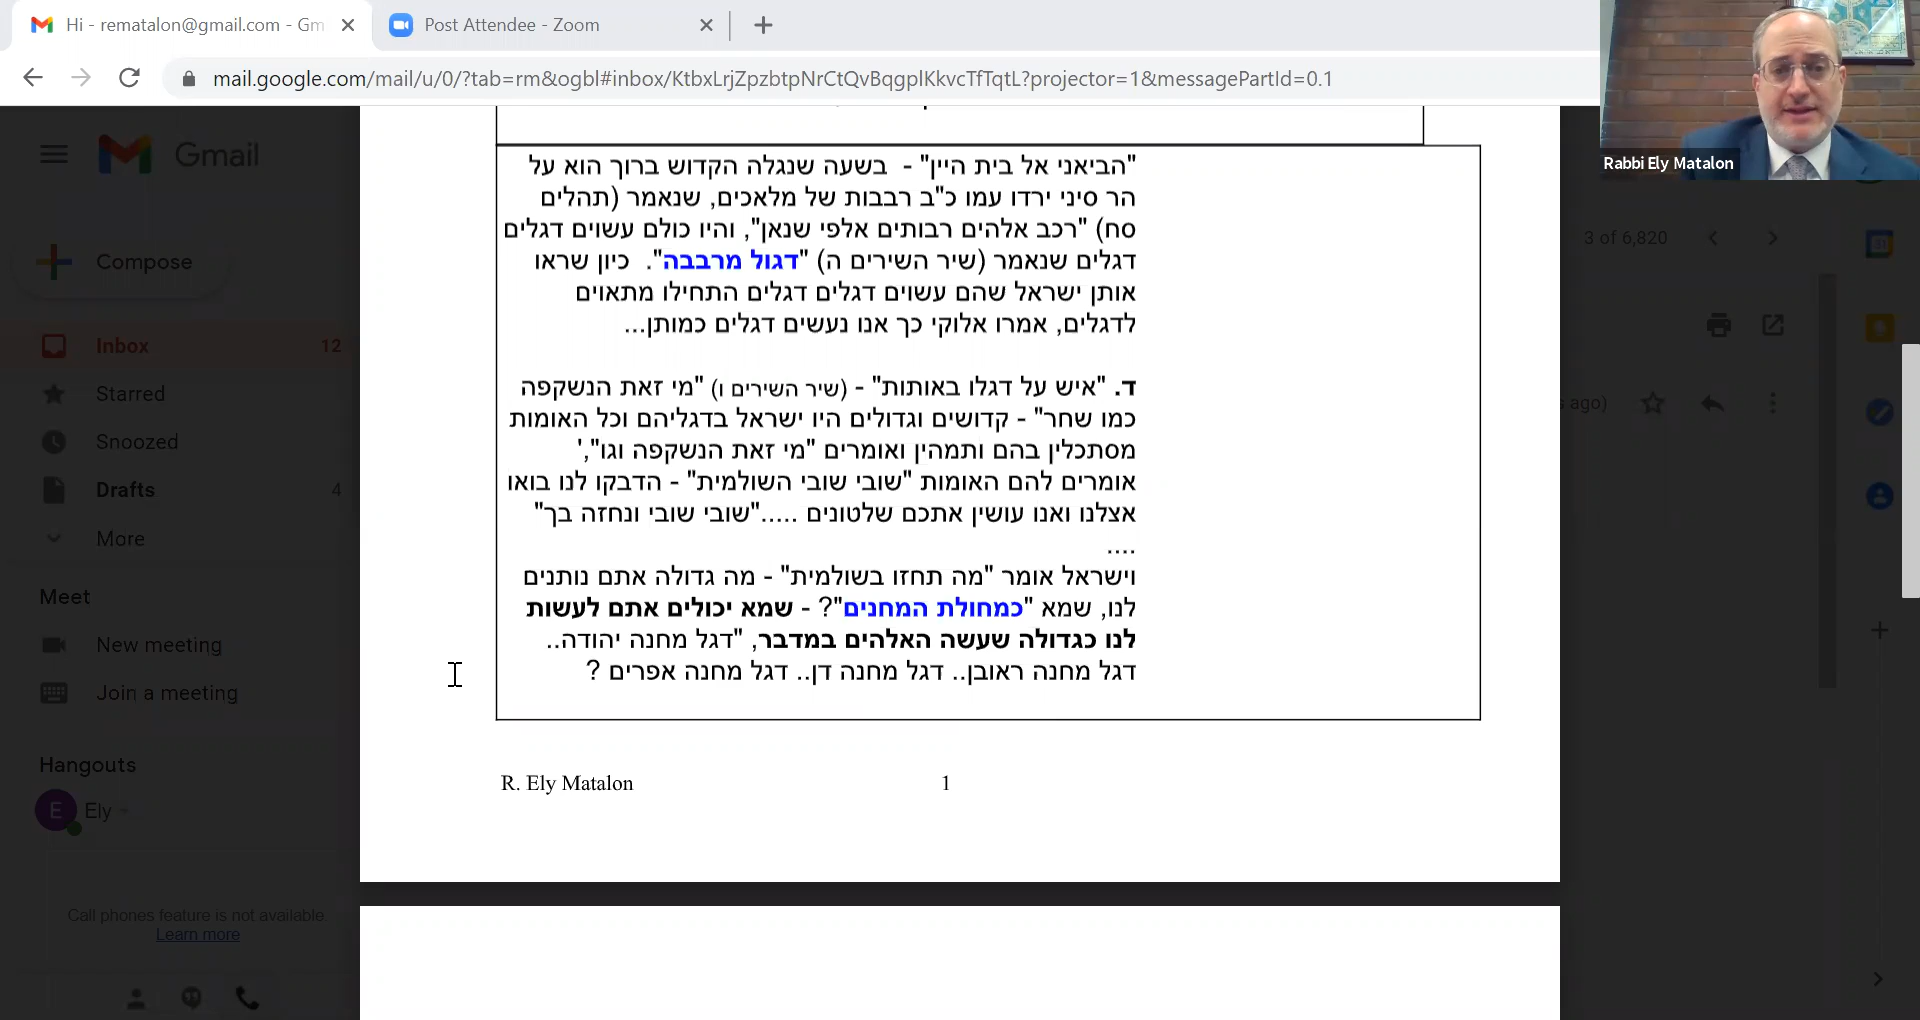 Hi - rematalon@gmail.com - Gm
Post Attendee - Zoom
mail.google.com/mail/u/0/?tab=rm&ogbl#inbox/KtbxLrjZpzbtpNrCtQvBqgplKkvcTfTqtL?projector=1&messagePartId=0.1
Rabbi Ely Matalon
Gmail
Compose
Inbox 12
Starred
Snoozed
Drafts 4
More
Meet
New meeting
Join a meeting
Hangouts
E Ely
Call phones feature is not available.
Learn more
3 of 6,820
s ago)
31
"הביאני אל בית היין" - בשעה שנגלה הקדוש ברוך הוא על
הר סיני ירדו עמו כ"ב רבבות של מלאכים, שנאמר (תהלים
סח) "רכב אלהים רבותים אלפי שנאן", והיו כולם עשוים דגלים
דגלים שנאמר (שיר השירים ה) "דגול מרבבה". כיון שראו
אותן ישראל שהם עשוים דגלים דגלים התחילו מתאוים
לדגלים, אמרו אלוקי כך אנו נעשים דגלים כמותן...
ד. "איש על דגלו באותות" - (שיר השירים ו) "מי זאת הנשקפה
כמו שחר" - קדושים וגדולים היו ישראל בדגליהם וכל האומות
מסתכלין בהם ותמהין ואומרים "מי זאת הנשקפה וגו",'
אומרים להם האומות "שובי שובי השולמית" - הדבקו לנו בואו
אצלנו ואנו עושין אתכם שלטונים ....."שובי שובי ונחזה בך"
....
וישראל אומר "מה תחזו בשולמית" - מה גדולה אתם נותנים
לנו, שמא "כמחולת המחנים"? - שמא יכולים אתם לעשות
לנו כגדולה שעשה האלהים במדבר, "דגל מחנה יהודה..
דגל מחנה ראובן.. דגל מחנה דן.. דגל מחנה אפרים ?
R. Ely Matalon 1